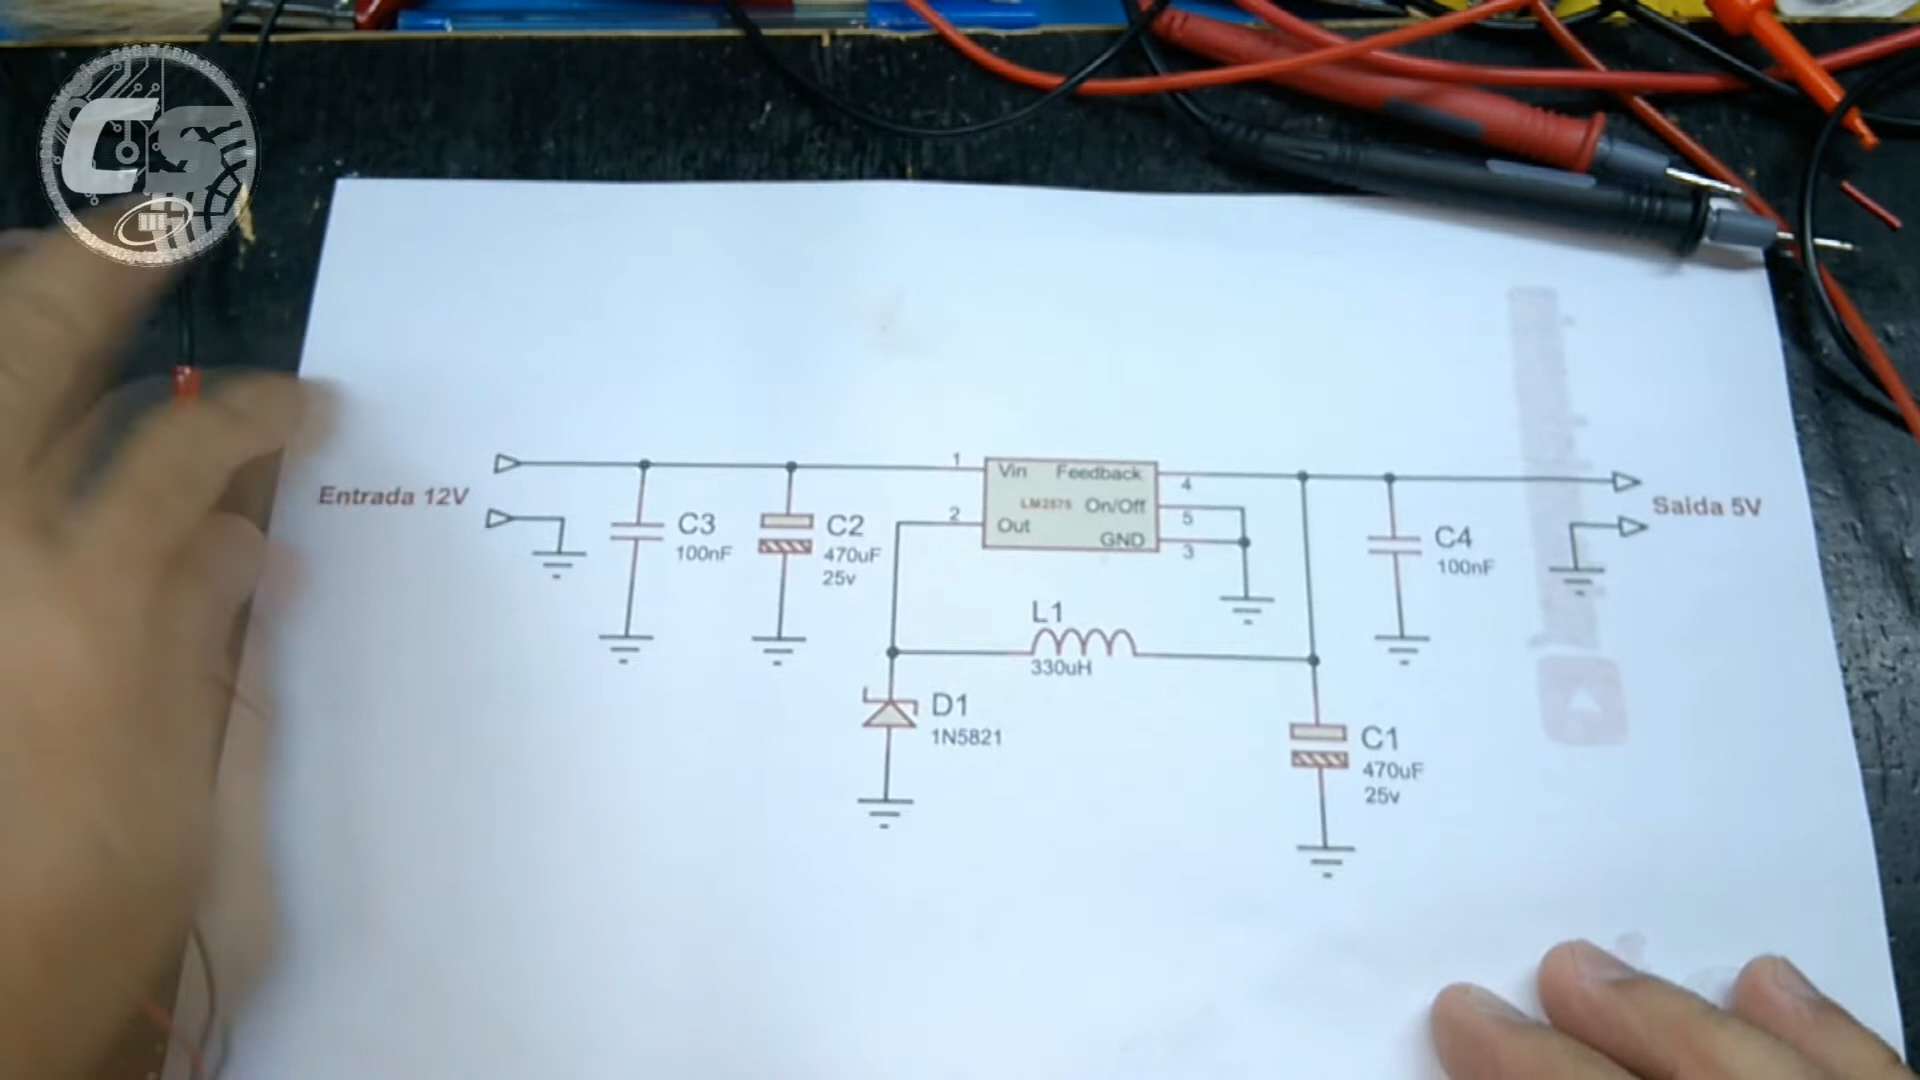 CS
Entrada 12V
C3
100nF
C2
470uF
25v
1
2
Vin
Feedback
LM2575
On/Off
Out
GND
4
5
3
L1
330uH
D1
1N5821
C1
470uF
25v
C4
100nF
Saida 5V